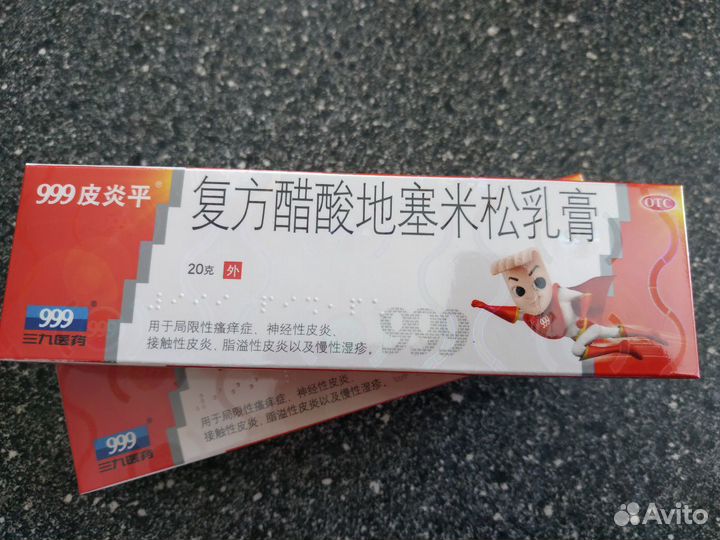 999皮炎平®
复方醋酸地塞米松乳膏
OTC
20克 外
999
999
三九医药
用于局限性瘙痒症、神经性皮炎、
接触性皮炎、脂溢性皮炎以及慢性湿疹。
999
三九医药
用于局限性瘙痒症、神经性皮炎、
接触性皮炎、脂溢性皮炎以及慢性湿疹。
Avito